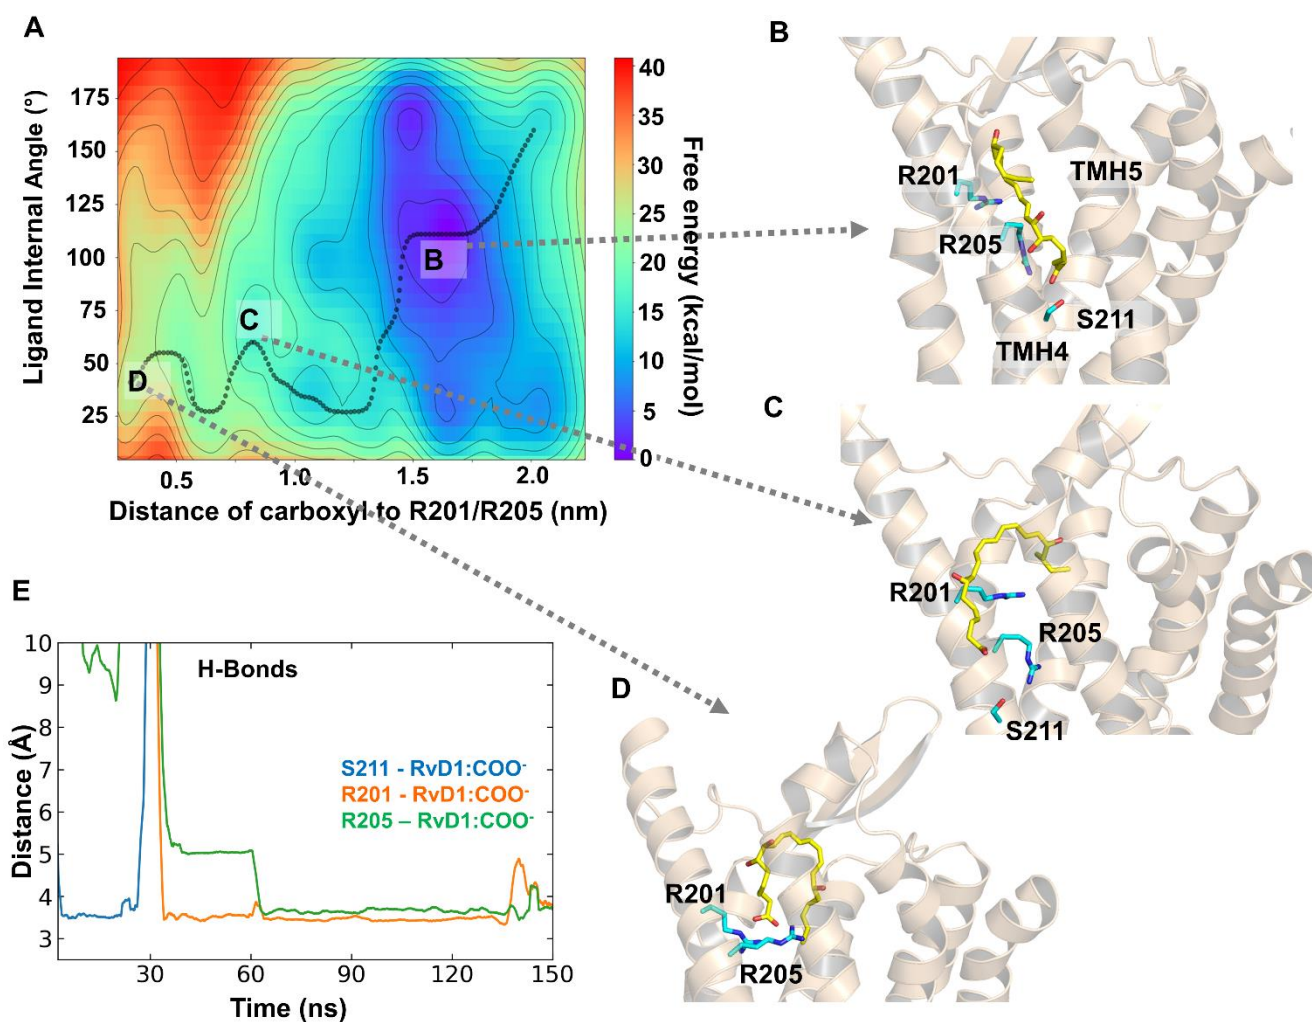 A
Ligand Internal Angle (°)
175
150
125
100
75
50
25
0.5
1.0
1.5
2.0
Distance of carboxyl to R201/R205 (nm)
B
C
D
40
35
30
25
20
15
10
5
0
Free energy (kcal/mol)
B
R201
TMH5
R205
S211
TMH4
C
R201
R205
S211
D
R201
R205
E
H-Bonds
S211 - RvD1:COO⁻
R201 - RvD1:COO⁻
R205 – RvD1:COO⁻
Distance (Å)
10
9
8
7
6
5
4
3
30
60
90
120
150
Time (ns)